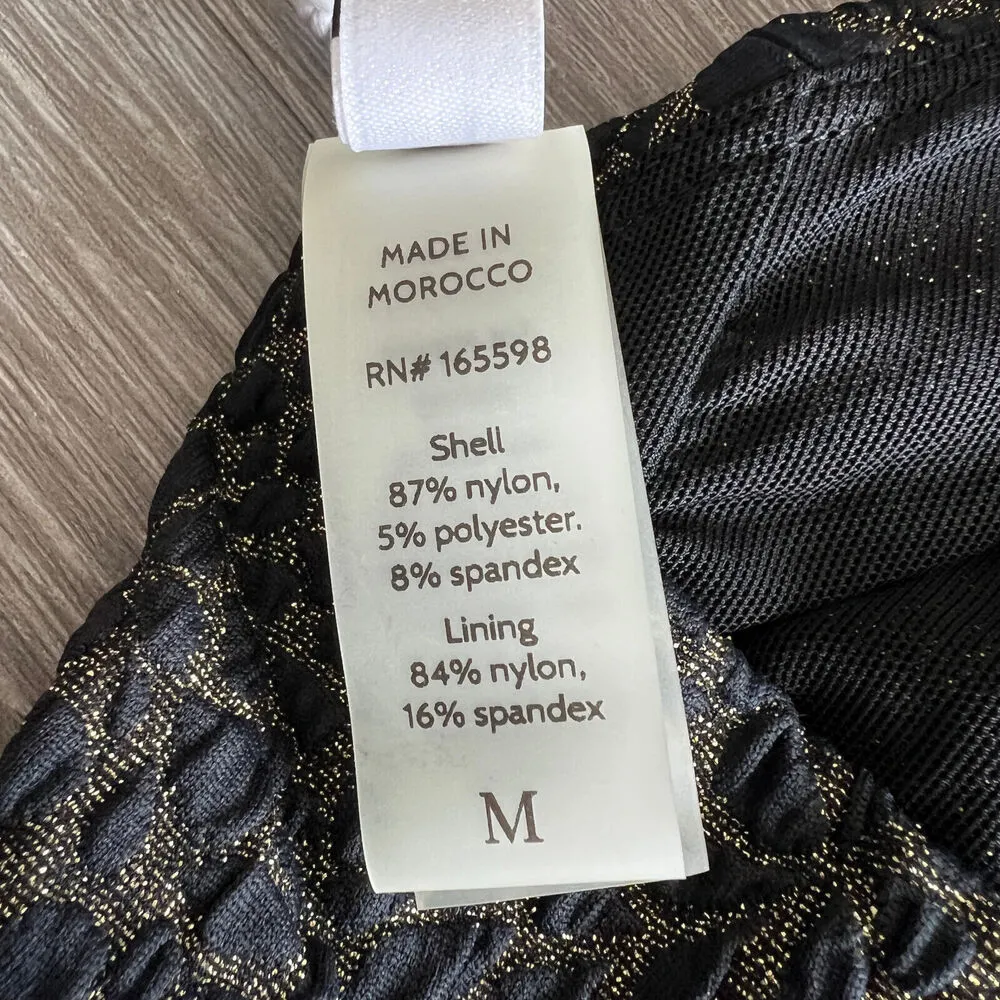 MADE IN
MOROCCO
RN# 165598
Shell
87% nylon,
5% polyester.
8% spandex
Lining
84% nylon,
16% spandex
M